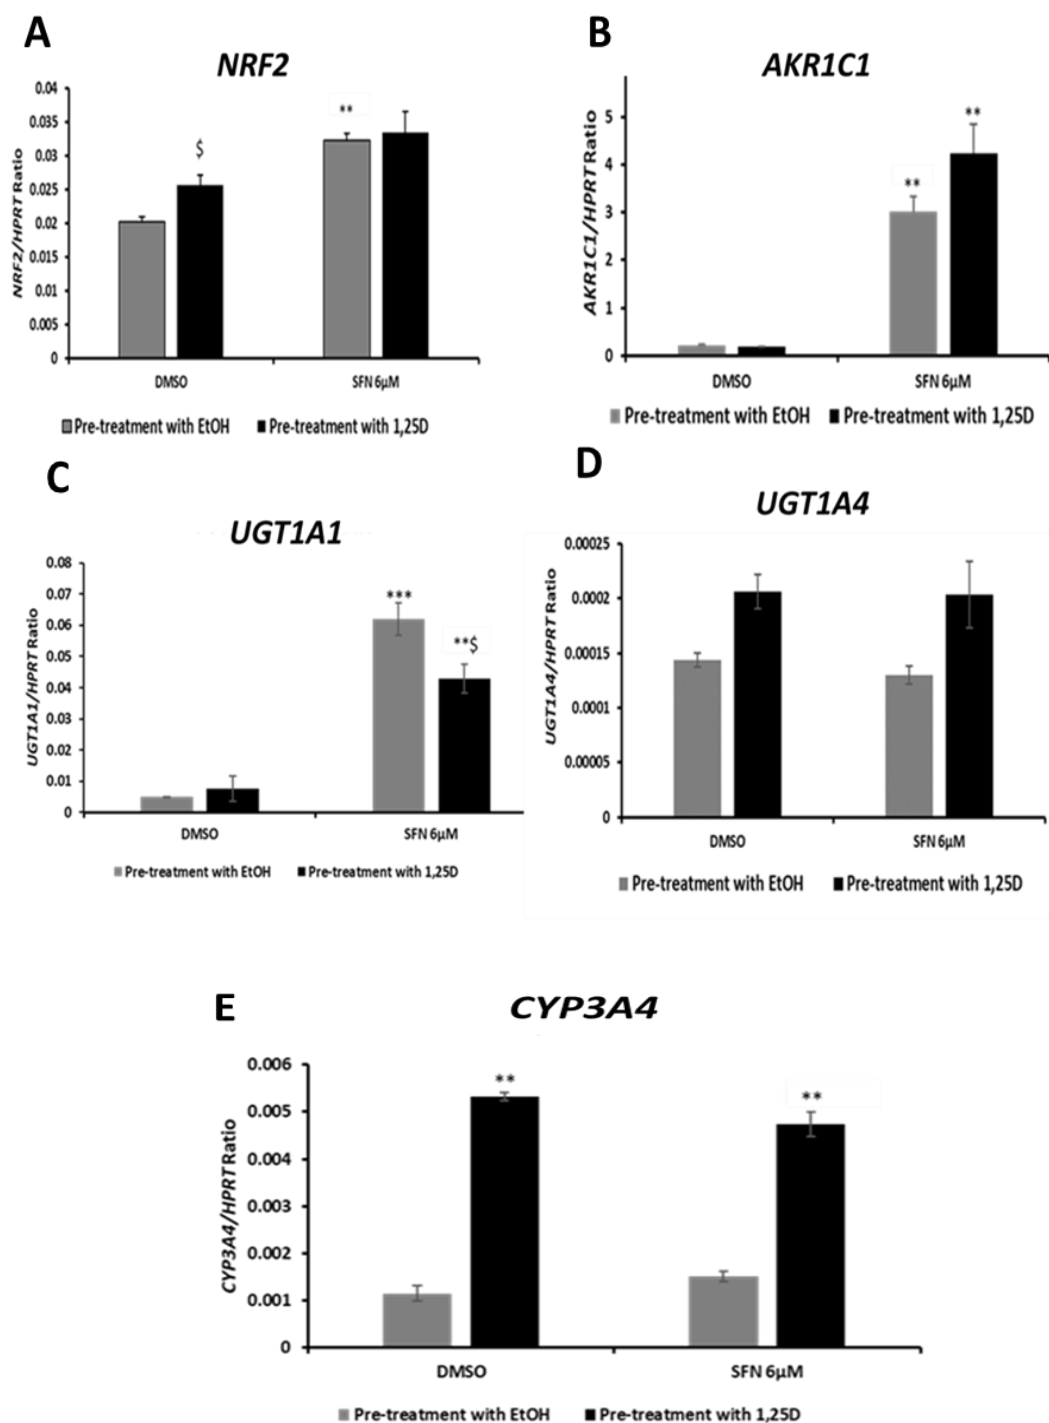 A
NRF2
0.04
0.035
0.03
0.025
0.02
0.015
0.01
0.005
0
NRF2/HPRT Ratio
$
**
DMSO
SFN 6µM
Pre-treatment with EtOH
Pre-treatment with 1,25D
B
AKR1C1
5
4
3
2
1
0
AKR1C1/HPRT Ratio
**
**
DMSO
SFN 6µM
Pre-treatment with EtOH
Pre-treatment with 1,25D
C
UGT1A1
0.08
0.07
0.06
0.05
0.04
0.03
0.02
0.01
0
UGT1A1/HPRT Ratio
***
**$
DMSO
SFN 6µM
Pre-treatment with EtOH
Pre-treatment with 1,25D
D
UGT1A4
0.00025
0.0002
0.00015
0.0001
0.00005
0
UGT1A4/HPRT Ratio
DMSO
SFN 6µM
Pre-treatment with EtOH
Pre-treatment with 1,25D
E
CYP3A4
0.006
0.005
0.004
0.003
0.002
0.001
0
CYP3A4/HPRT Ratio
**
**
DMSO
SFN 6µM
Pre-treatment with EtOH
Pre-treatment with 1,25D